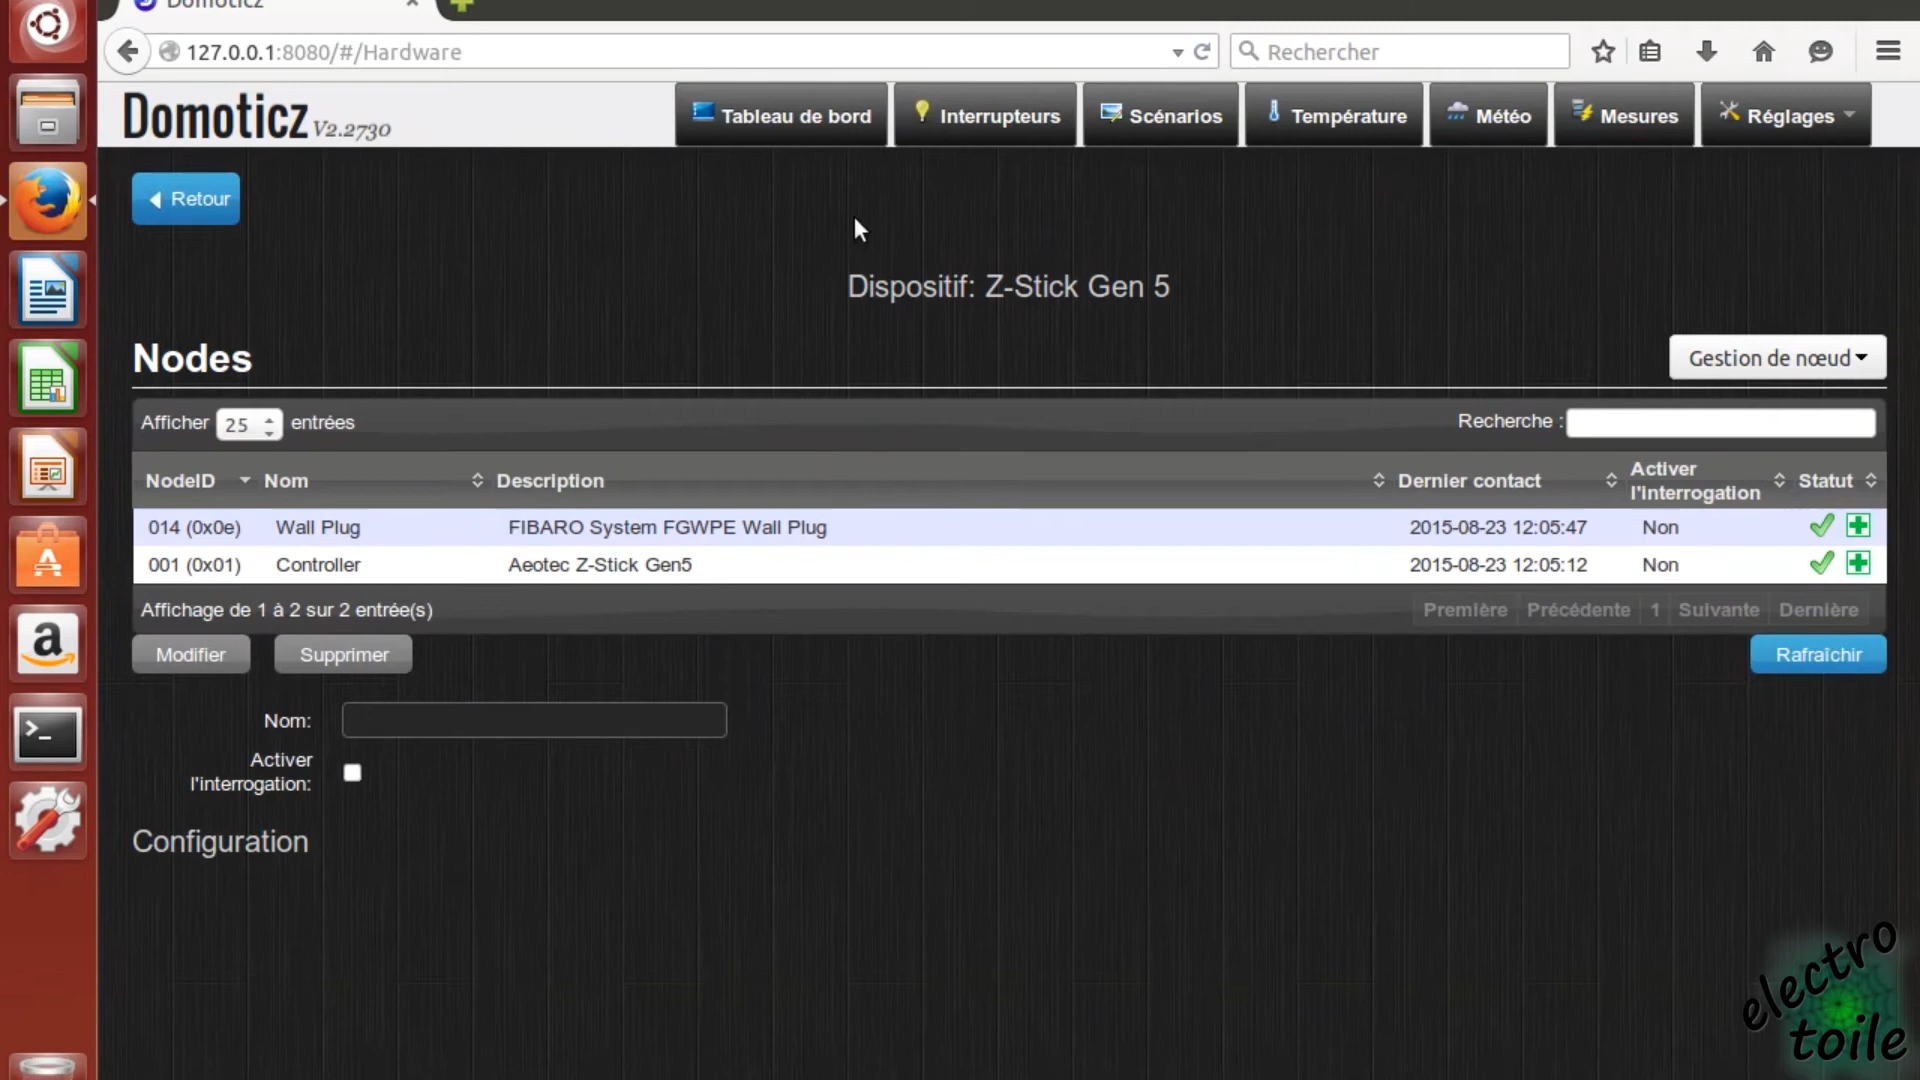 Domoticz
127.0.0.1:8080/#/Hardware
Rechercher
Domoticz V2.2730
Tableau de bord
Interrupteurs
Scénarios
Température
Météo
Mesures
Réglages
Retour
Dispositif: Z-Stick Gen 5
Nodes
Gestion de nœud
Afficher 25 entrées
Recherche :
NodeID Nom Description Dernier contact Activer l'interrogation Statut
014 (0x0e) Wall Plug FIBARO System FGWPE Wall Plug 2015-08-23 12:05:47 Non
001 (0x01) Controller Aeotec Z-Stick Gen5 2015-08-23 12:05:12 Non
Affichage de 1 à 2 sur 2 entrée(s)
Première Précédente 1 Suivante Dernière
Modifier
Supprimer
Rafraîchir
Nom:
Activer
l'interrogation:
Configuration
electro
toile